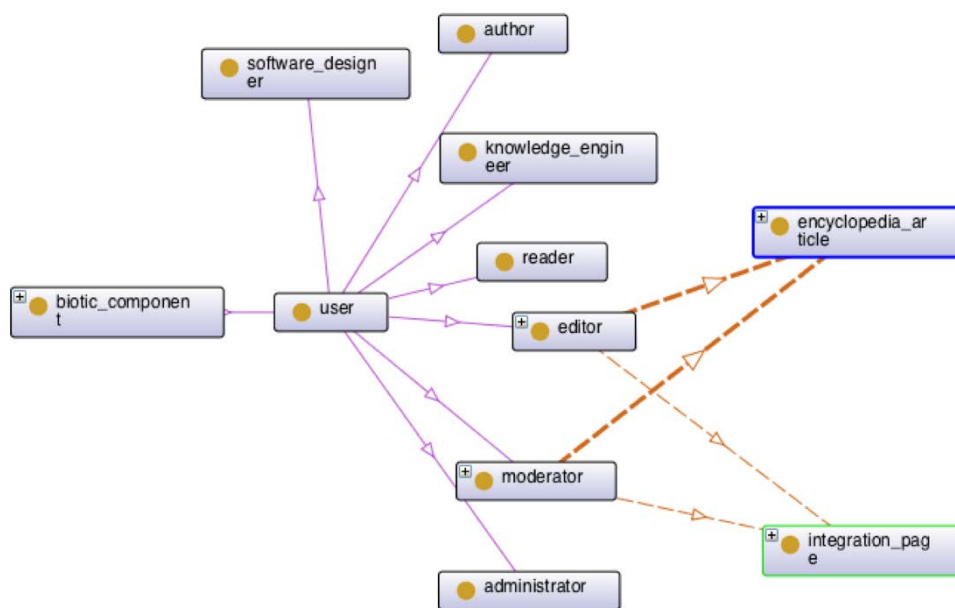 author
software_design
er
knowledge_engin
eer
encyclopedia_ar
ticle
reader
biotic_componen
t
user
editor
moderator
integration_pag
e
administrator